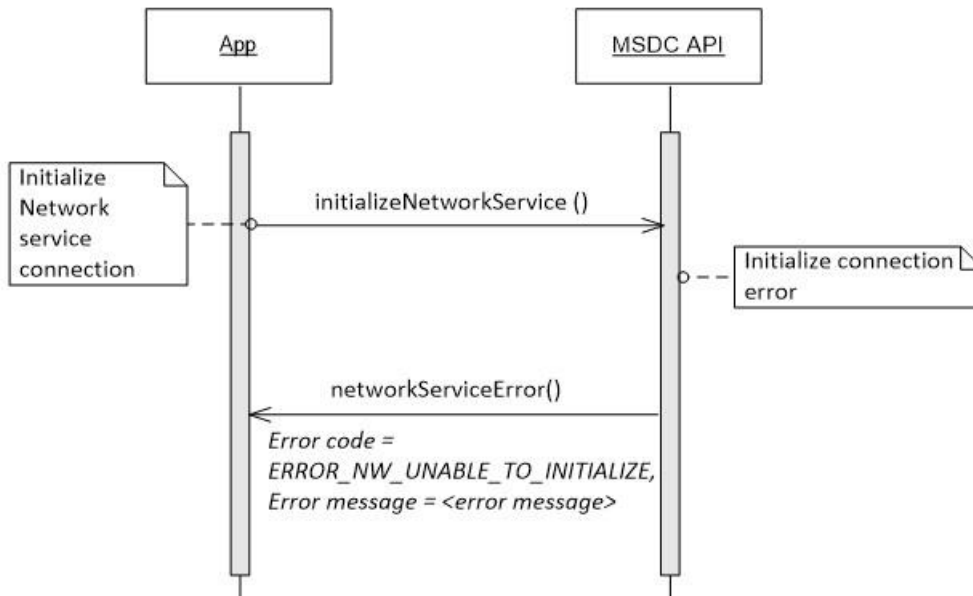 App
MSDC API
Initialize
Network
service
connection
initializeNetworkService ()
Initialize connection
error
networkServiceError()
Error code =
ERROR_NW_UNABLE_TO_INITIALIZE,
Error message = <error message>